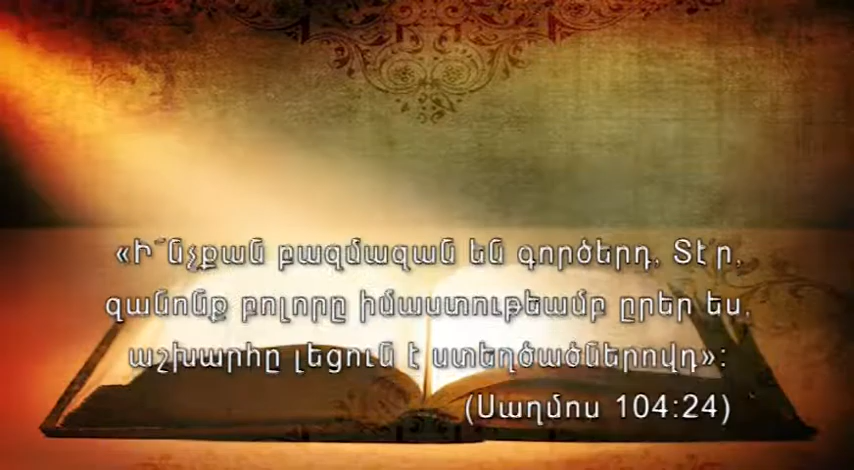 «Ի՜նչքան բազմազան են գործերդ, Տէ՛ր,
զանոնք բոլորը իմաստութեամբ ըրեր ես,
աշխարհը լեցուն է ստեղծածներովդ»:
(Սաղմոս 104:24)